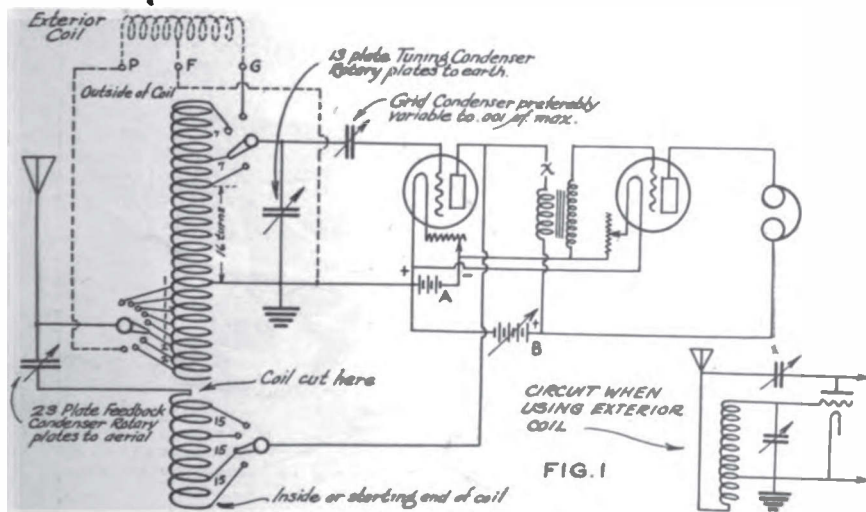 Exterior
Coil
P F G
Outside of Coil
13 plate Tuning Condenser
Rotary plates to earth.
Grid Condenser preferably
variable to .001 μf. max.
7
7
16 turns
X
+
-
A
+
B
Coil cut here
23 Plate Feedback
Condenser Rotary
plates to aerial
15
15
15
Inside or starting end of coil
CIRCUIT WHEN
USING EXTERIOR
COIL
FIG. 1